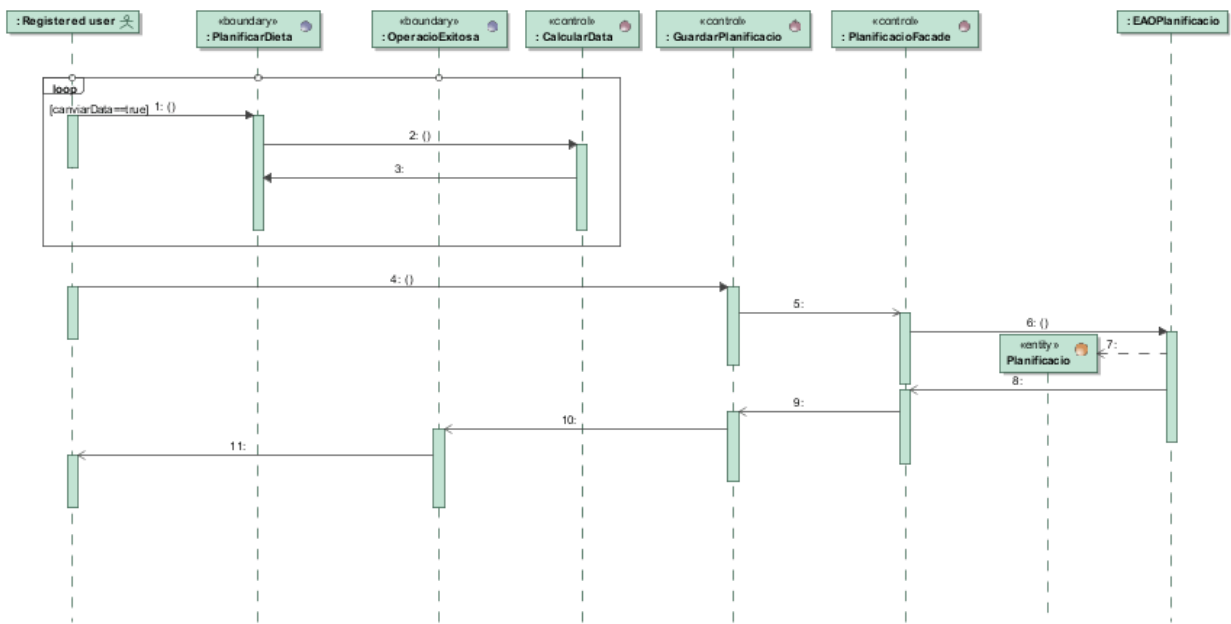 : Registered user
«boundary»
: PlanificarDieta
«boundary»
: OperacioExitosa
«control»
: CalcularData
«control»
: GuardarPlanificacio
«control»
: PlanificacioFacade
: EAOPlanificacio
loop
[canviarData==true]
1: ()
2: ()
3:
4: ()
5:
6: ()
«entity»
Planificacio
7:
8:
9:
10:
11: